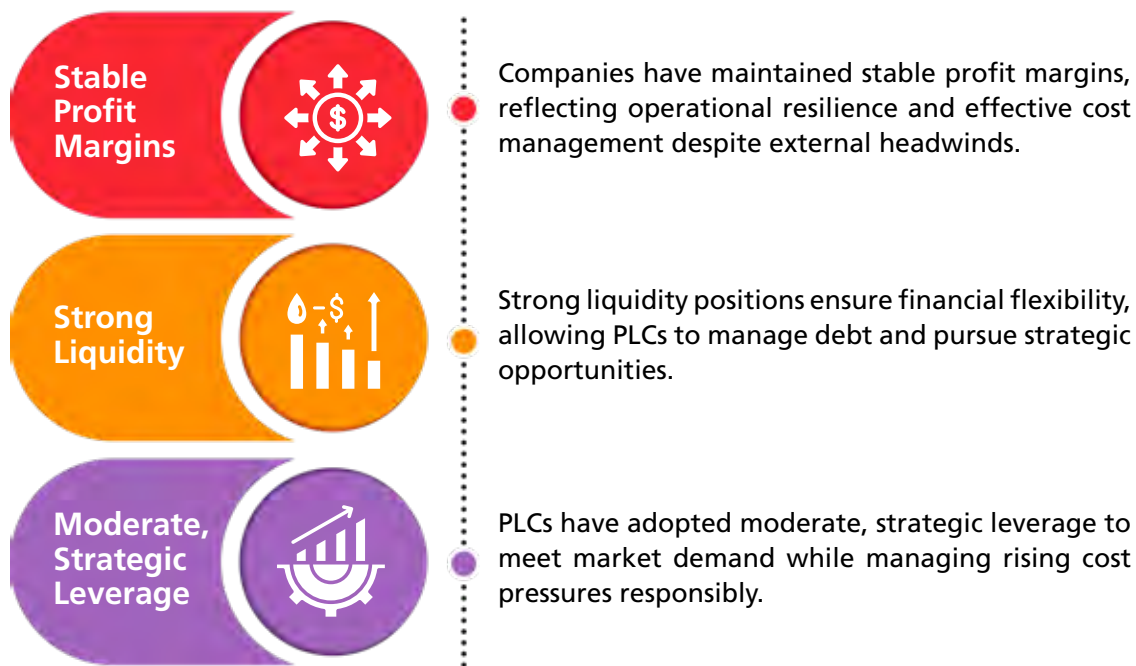 Stable
Profit
Margins
$
Companies have maintained stable profit margins,
reflecting operational resilience and effective cost
management despite external headwinds.
Strong
Liquidity
-$
Strong liquidity positions ensure financial flexibility,
allowing PLCs to manage debt and pursue strategic
opportunities.
Moderate,
Strategic
Leverage
PLCs have adopted moderate, strategic leverage to
meet market demand while managing rising cost
pressures responsibly.